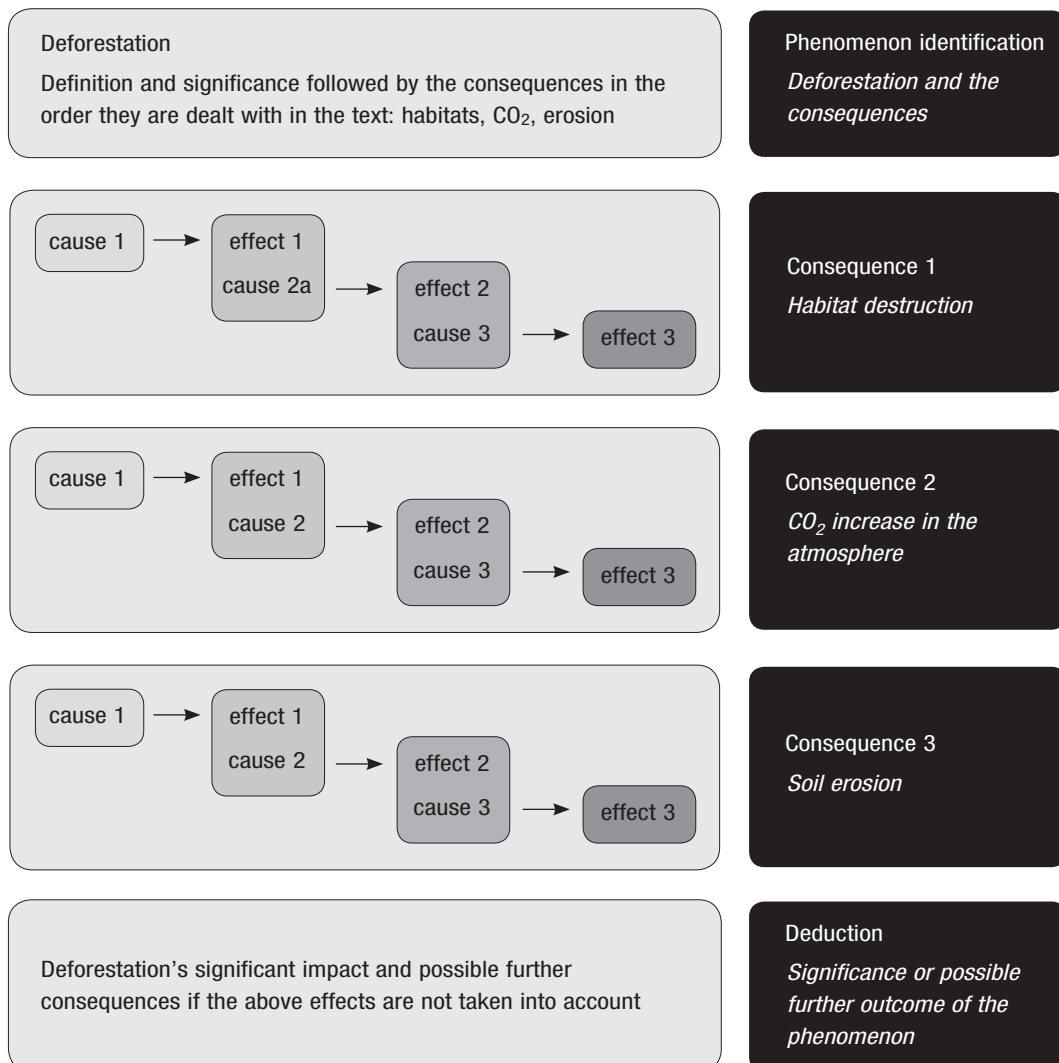 Deforestation
Definition and significance followed by the consequences in the
order they are dealt with in the text: habitats, CO₂, erosion
Phenomenon identification
Deforestation and the
consequences
cause 1
effect 1
cause 2a
effect 2
cause 3
effect 3
Consequence 1
Habitat destruction
cause 1
effect 1
cause 2
effect 2
cause 3
effect 3
Consequence 2
CO₂ increase in the
atmosphere
cause 1
effect 1
cause 2
effect 2
cause 3
effect 3
Consequence 3
Soil erosion
Deforestation’s significant impact and possible further
consequences if the above effects are not taken into account
Deduction
Significance or possible
further outcome of the
phenomenon